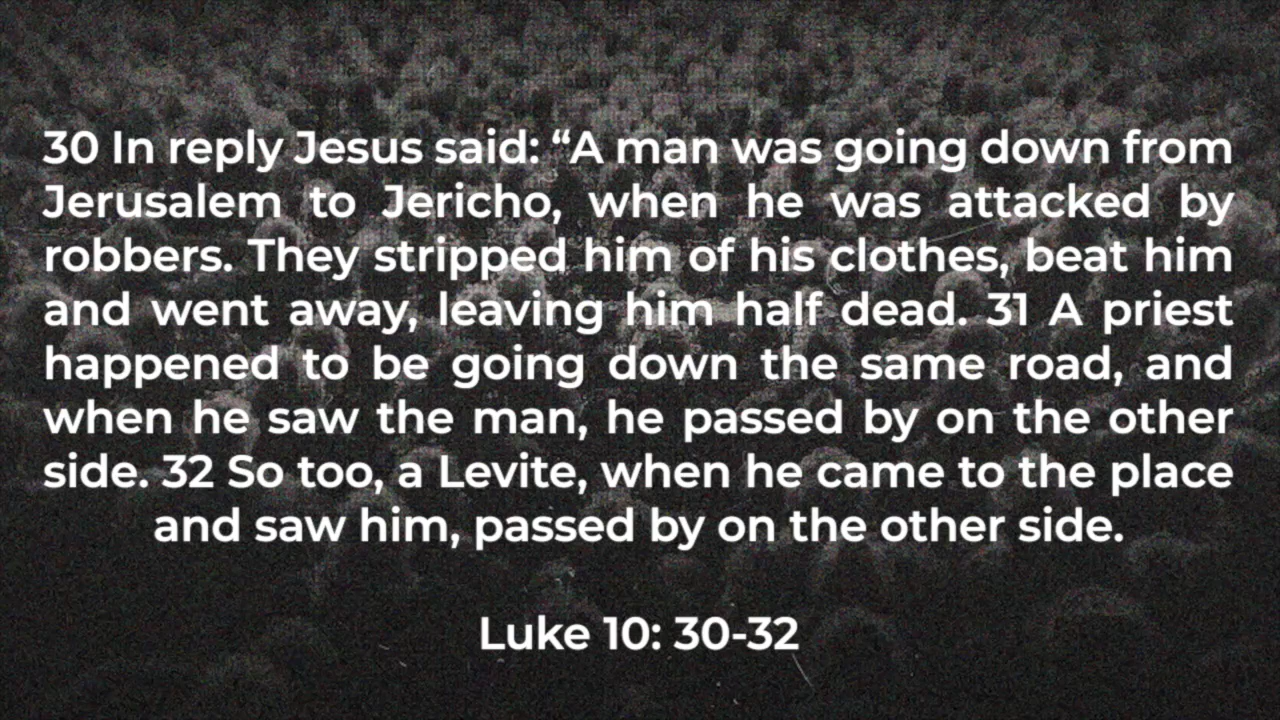 30 In reply Jesus said: “A man was going down from
Jerusalem to Jericho, when he was attacked by
robbers. They stripped him of his clothes, beat him
and went away, leaving him half dead. 31 A priest
happened to be going down the same road, and
when he saw the man, he passed by on the other
side. 32 So too, a Levite, when he came to the place
and saw him, passed by on the other side.
Luke 10: 30-32